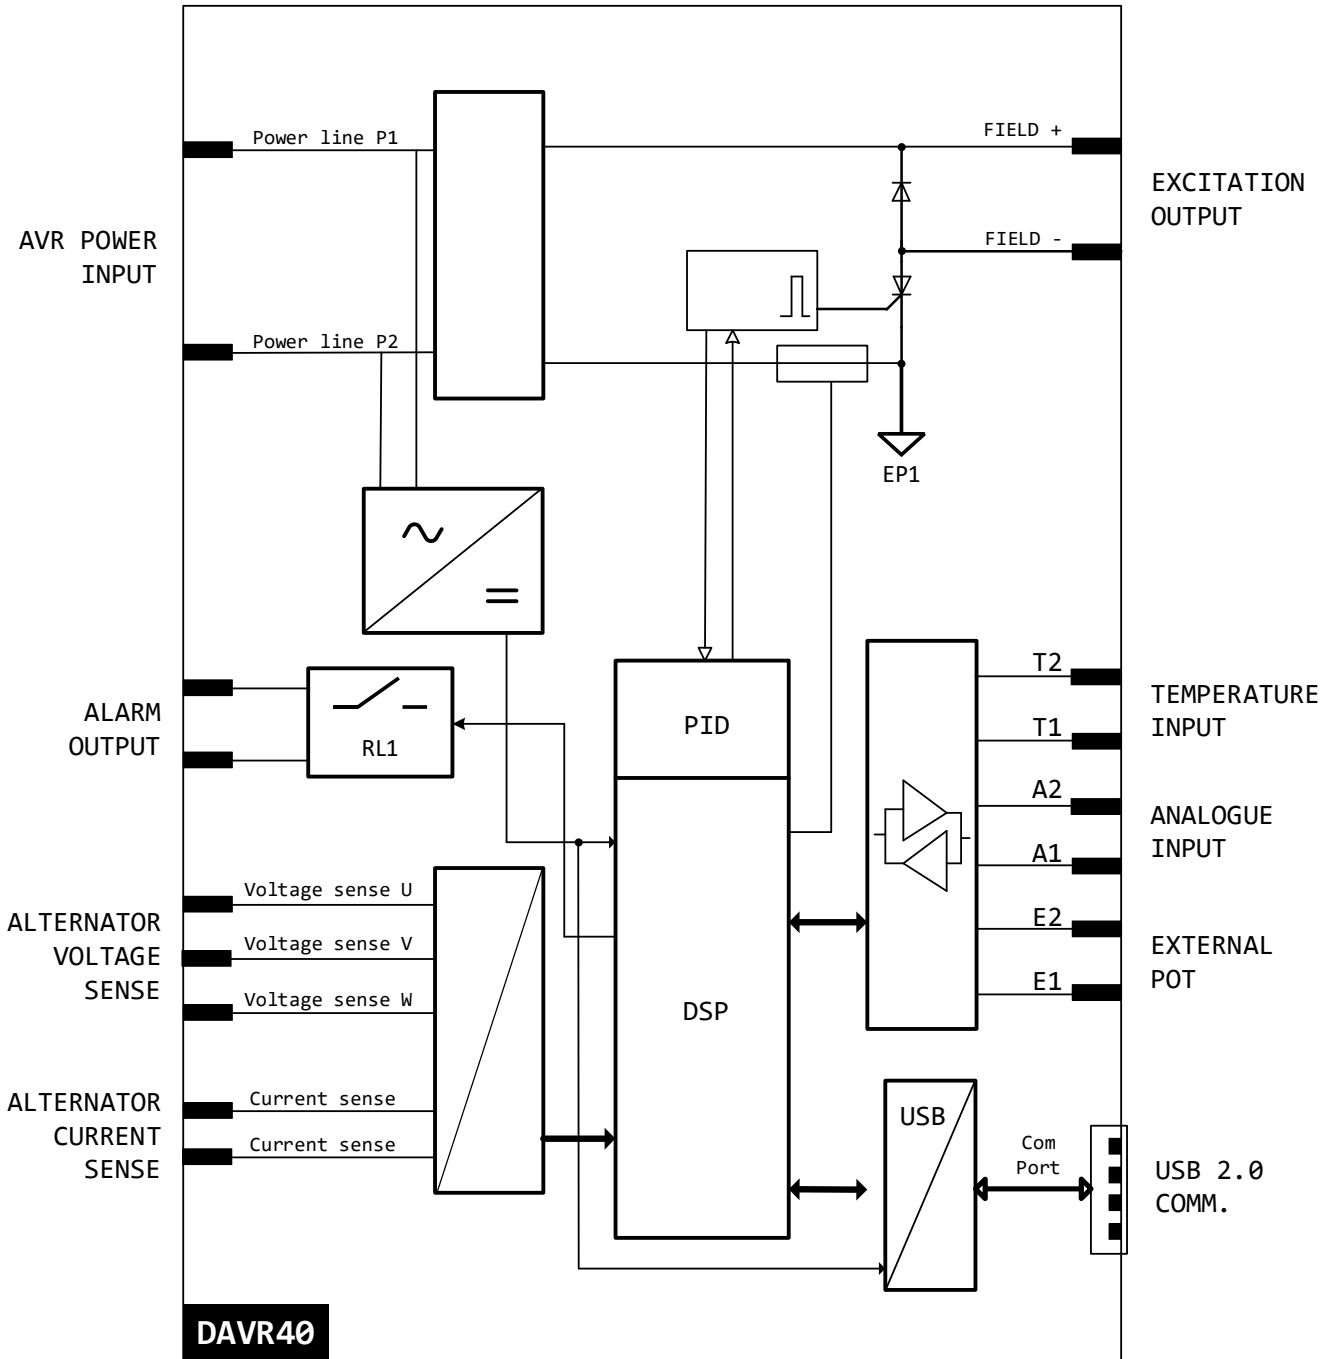 Power line P1
FIELD +
EXCITATION
OUTPUT
AVR POWER
INPUT
FIELD -
Power line P2
EP1
ALARM
OUTPUT
RL1
PID
T2
TEMPERATURE
INPUT
T1
A2
ANALOGUE
INPUT
A1
Voltage sense U
ALTERNATOR
VOLTAGE
SENSE
Voltage sense V
Voltage sense W
E2
EXTERNAL
POT
E1
DSP
ALTERNATOR
CURRENT
SENSE
Current sense
Current sense
USB
Com
Port
USB 2.0
COMM.
DAVR40